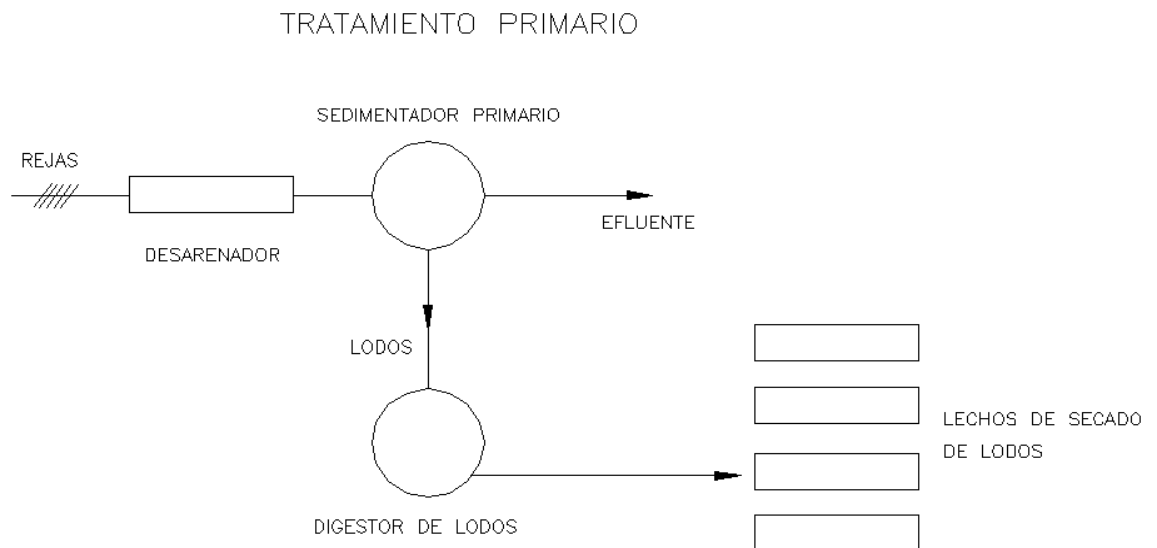 TRATAMIENTO PRIMARIO
SEDIMENTADOR PRIMARIO
REJAS
EFLUENTE
DESARENADOR
LODOS
LECHOS DE SECADO
DE LODOS
DIGESTOR DE LODOS